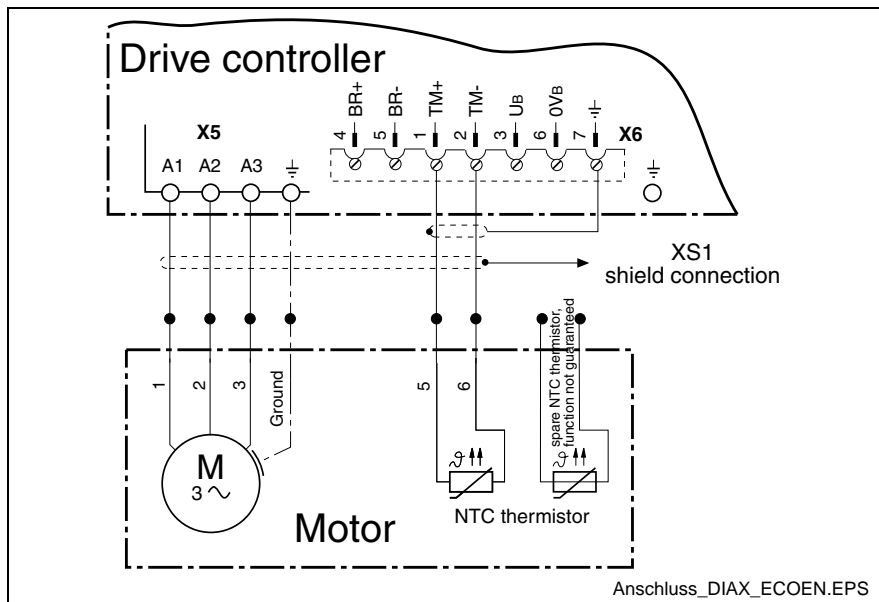 Drive controller
BR+
BR-
TM+
TM-
UB
0VB
4
5
1
2
3
6
7
X6
X5
A1 A2 A3
XS1
shield connection
1
2
3
Ground
5
6
spare NTC thermistor,
function not guaranteed
M
3
NTC thermistor
Motor
Anschluss_DIAX_ECOEN.EPS